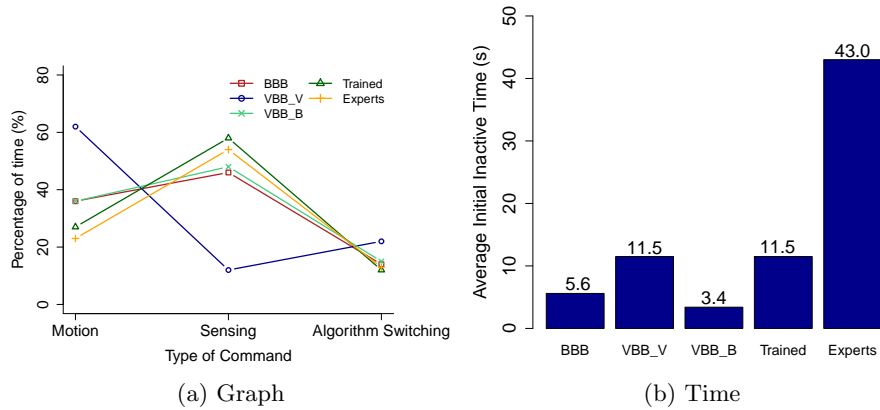 Percentage of time (%)
80
60
40
20
0
BBB
VBB_V
VBB_B
Trained
Experts
Motion
Sensing
Algorithm Switching
Type of Command
(a) Graph
Average Initial Inactive Time (s)
50
40
30
20
10
0
5.6
11.5
3.4
11.5
43.0
BBB
VBB_V
VBB_B
Trained
Experts
(b) Time